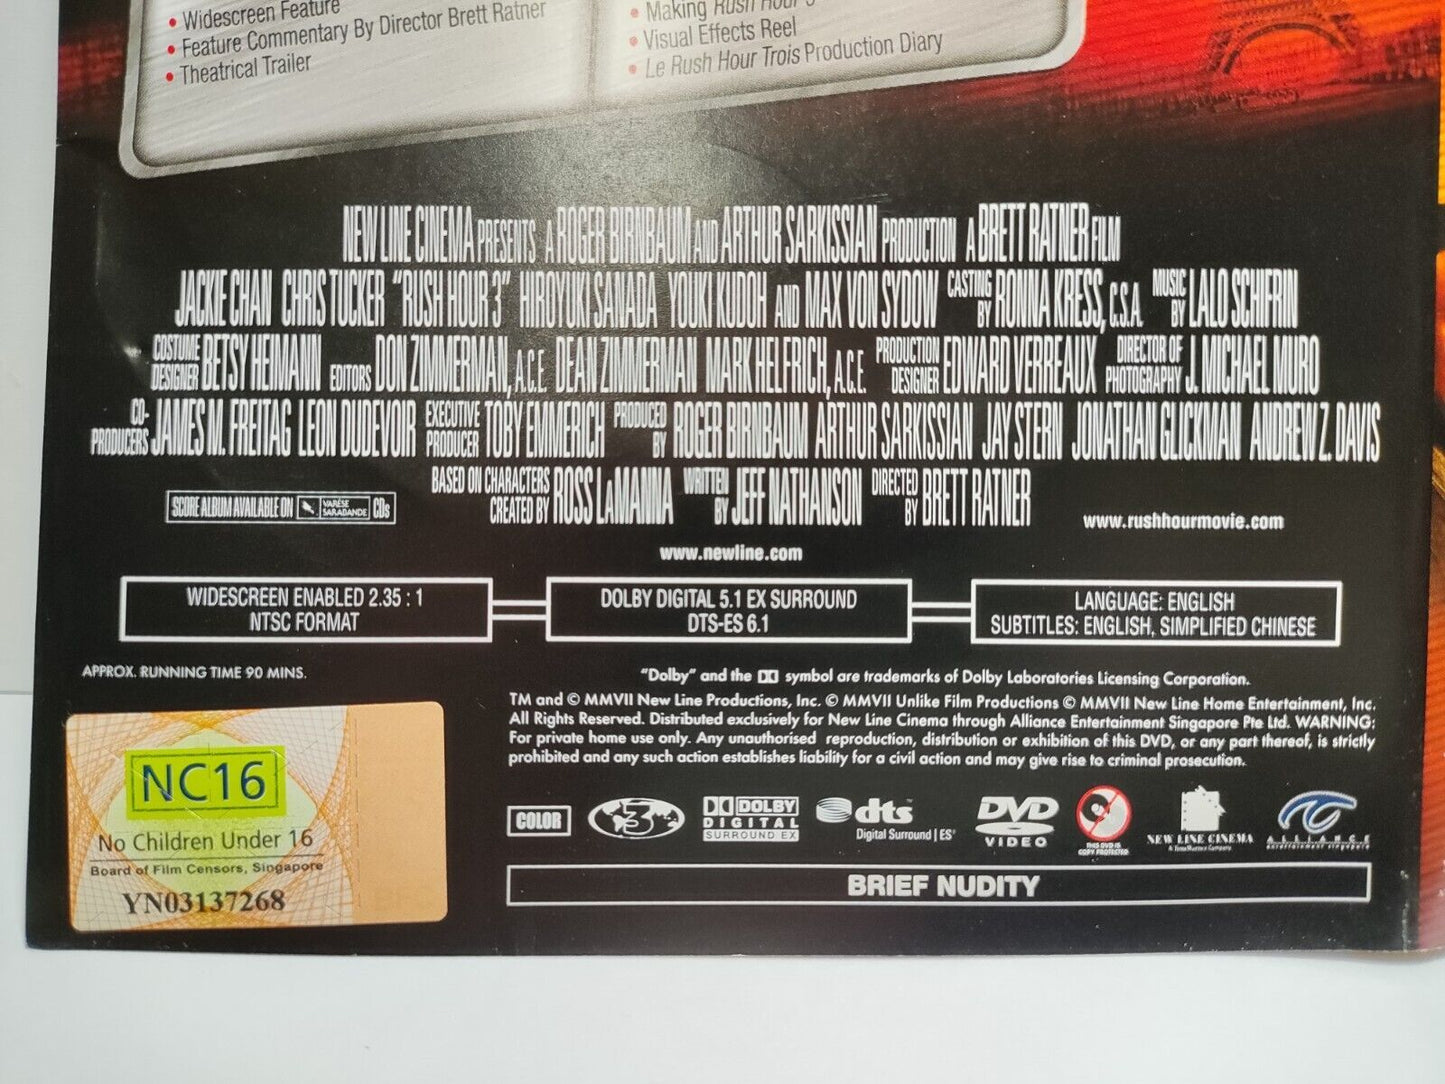 • Widescreen Feature
• Feature Commentary By Director Brett Ratner
• Theatrical Trailer
• Making Rush Hour 3
• Visual Effects Reel
• Le Rush Hour Trois Production Diary
NEW LINE CINEMA PRESENTS A ROGER BIRNBAUM AND ARTHUR SARKISSIAN PRODUCTION A BRETT RATNER FILM
JACKIE CHAN CHRIS TUCKER "RUSH HOUR 3" HIROYUKI SANADA YOUKI KUDOH AND MAX VON SYDOW CASTING BY RONNA KRESS, C.S.A. MUSIC BY LALO SCHIFRIN
COSTUME DESIGNER BETSY HEIMANN EDITORS DON ZIMMERMAN, A.C.E. DEAN ZIMMERMAN MARK HELFRICH, A.C.E. PRODUCTION DESIGNER EDWARD VERREAUX DIRECTOR OF PHOTOGRAPHY J. MICHAEL MURO
CO-PRODUCERS JAMES M. FREITAG LEON DUDEVOIR EXECUTIVE PRODUCER TOBY EMMERICH PRODUCED BY ROGER BIRNBAUM ARTHUR SARKISSIAN JAY STERN JONATHAN GLICKMAN ANDREW Z. DAVIS
BASED ON CHARACTERS CREATED BY ROSS LaMANNA WRITTEN BY JEFF NATHANSON DIRECTED BY BRETT RATNER
SCORE ALBUM AVAILABLE ON VARÈSE SARABANDE CDs
www.rushhourmovie.com
www.newline.com
WIDESCREEN ENABLED 2.35 : 1
NTSC FORMAT
DOLBY DIGITAL 5.1 EX SURROUND
DTS-ES 6.1
LANGUAGE: ENGLISH
SUBTITLES: ENGLISH, SIMPLIFIED CHINESE
APPROX. RUNNING TIME 90 MINS.
"Dolby" and the symbol are trademarks of Dolby Laboratories Licensing Corporation.
TM and © MMVII New Line Productions, Inc. © MMVII Unlike Film Productions © MMVII New Line Home Entertainment, Inc.
All Rights Reserved. Distributed exclusively for New Line Cinema through Alliance Entertainment Singapore Pte Ltd. WARNING:
For private home use only. Any unauthorised reproduction, distribution or exhibition of this DVD, or any part thereof, is strictly
prohibited and any such action establishes liability for a civil action and may give rise to criminal prosecution.
NC16
No Children Under 16
Board of Film Censors, Singapore
YN03137268
COLOR
3
DOLBY
DIGITAL
SURROUND EX
dts
Digital Surround | ES
DVD
VIDEO
THIS DVD IS
COPY PROTECTED
NEW LINE CINEMA
A TimeWarner Company
ALLIANCE
entertainment singapore
BRIEF NUDITY